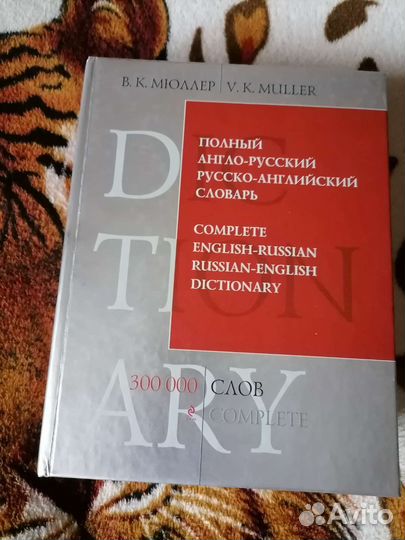 В. К. МЮЛЛЕР V. K. MULLER
ПОЛНЫЙ
АНГЛО-РУССКИЙ
РУССКО-АНГЛИЙСКИЙ
СЛОВАРЬ
COMPLETE
ENGLISH-RUSSIAN
RUSSIAN-ENGLISH
DICTIONARY
DIC
TION
ARY
300 000 СЛОВ
COMPLETE
Avito